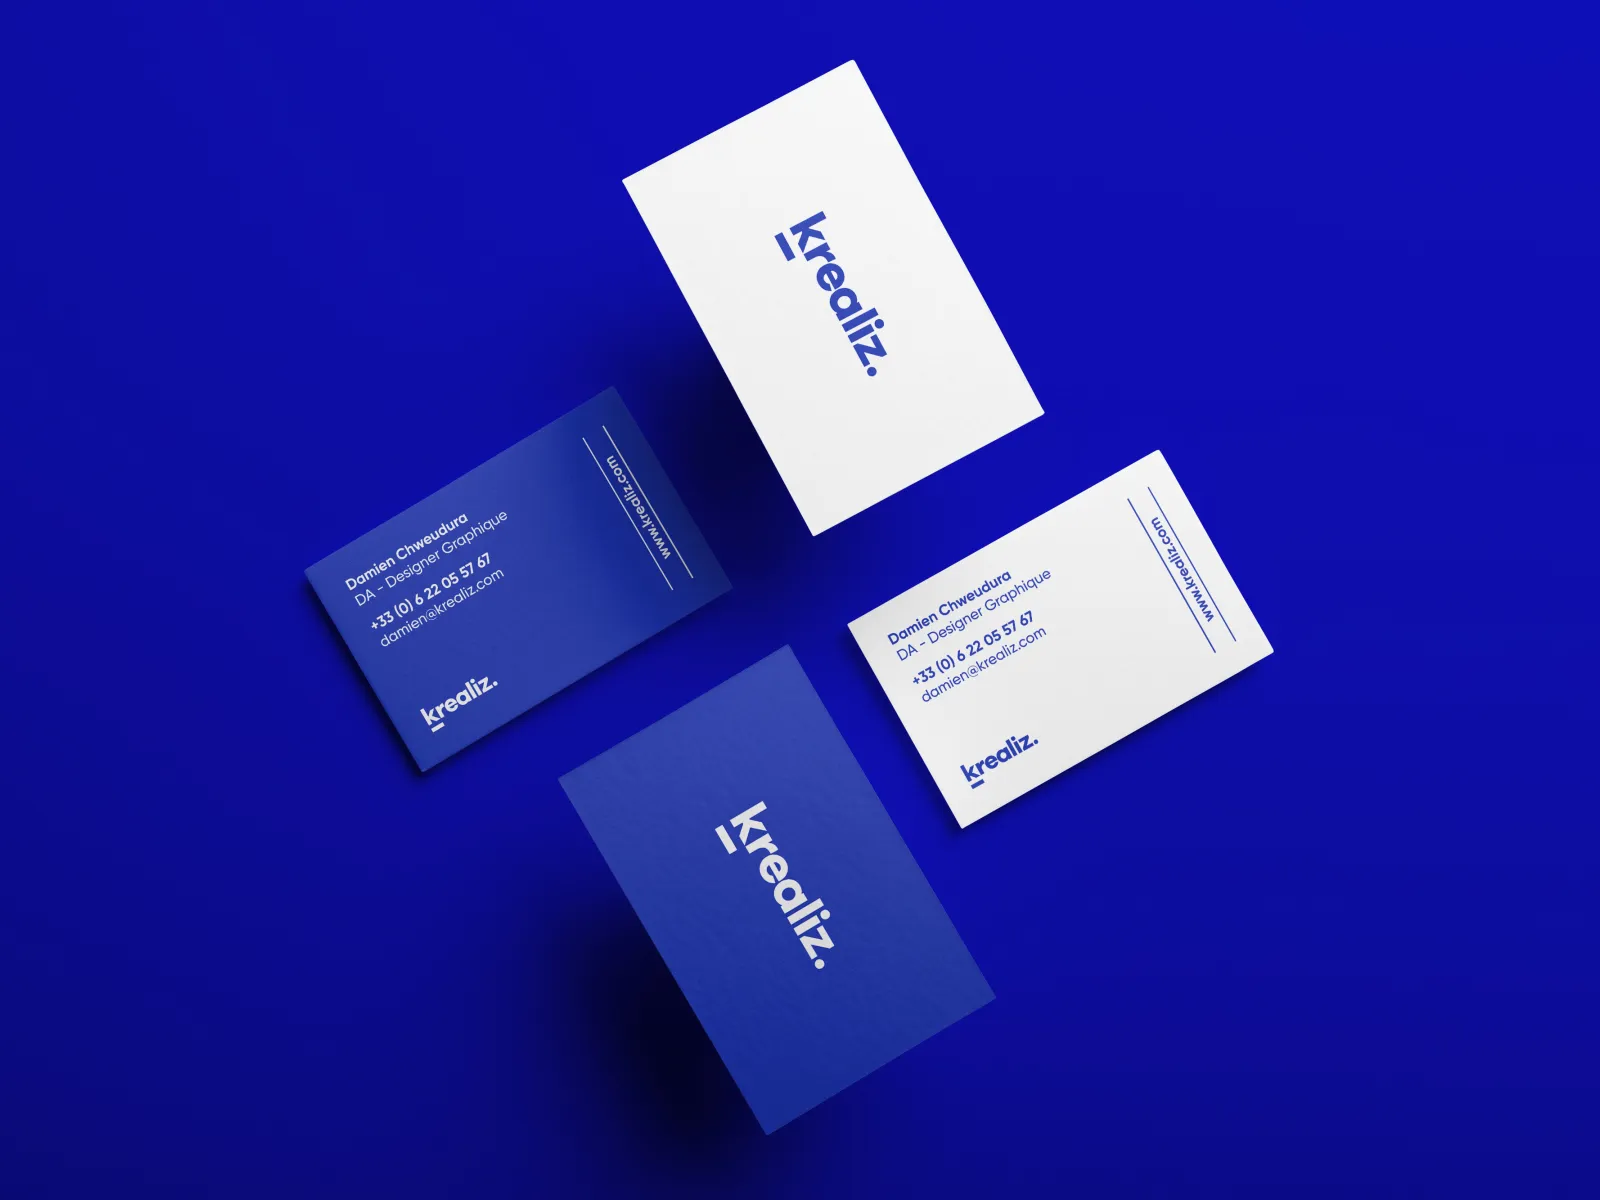 krealiz.
Damien Chweudura
DA - Designer Graphique
+33 (0) 6 22 05 57 67
damien@krealiz.com
krealiz.
www.krealiz.com
Damien Chweudura
DA - Designer Graphique
+33 (0) 6 22 05 57 67
damien@krealiz.com
krealiz.
www.krealiz.com
krealiz.